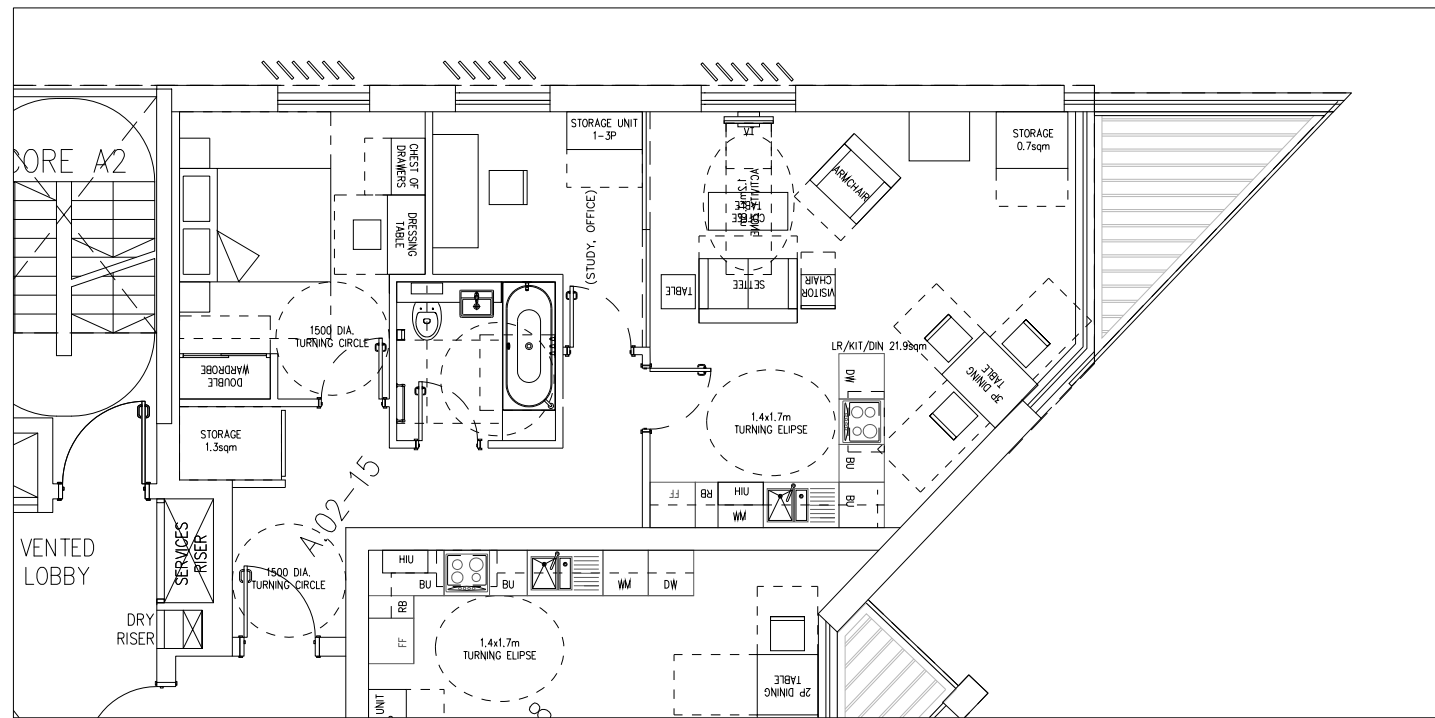 CORE A2
STORAGE UNIT
1-3P
STORAGE
0.7sqm
CHEST OF
DRAWERS
DRESSING
TABLE
(STUDY, OFFICE)
TV
ARMCHAIR
COFFEE
TABLE
SETTEE
TABLE
VISITOR
CHAIR
1500 DIA.
TURNING CIRCLE
DOUBLE
WARDROBE
LR/KIT/DIN 21.9sqm
3P DINING
TABLE
DW
1.4x1.7m
TURNING ELIPSE
BU
BU
STORAGE
1.3sqm
FF
RB
HIU
WM
A'02-15
SERVICES
RISER
VENTED
LOBBY
1500 DIA.
TURNING CIRCLE
DRY
RISER
HIU
BU
BU
WM
DW
RB
FF
1.4x1.7m
TURNING ELIPSE
2P DINING
TABLE
UNIT
8